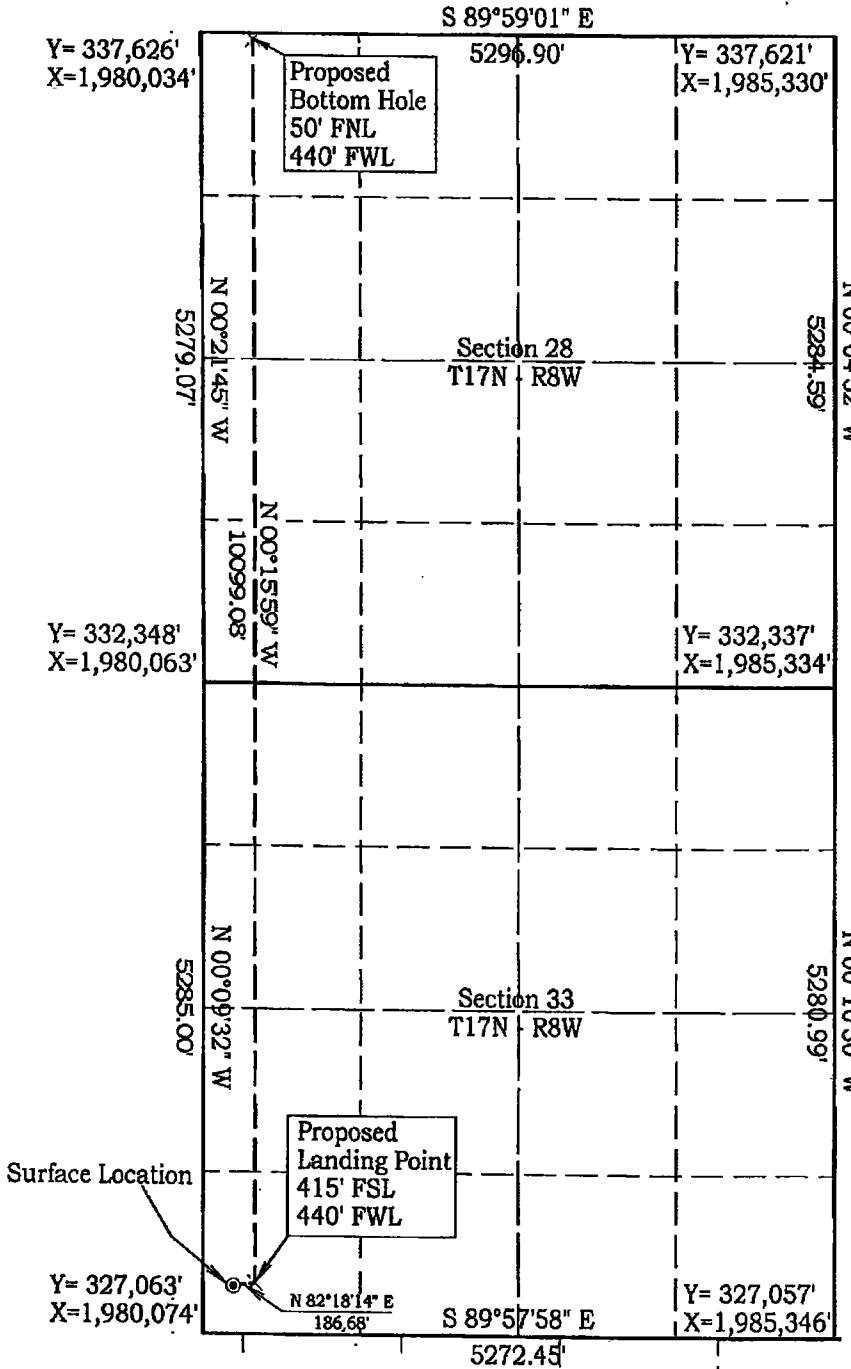 S 89°59'01" E
5296.90'
Y= 337,626'
X=1,980,034'
Y= 337,621'
X=1,985,330'
Proposed
Bottom Hole
50' FNL
440' FWL
N 00°21'45" W
5279.07'
Section 28
T17N - R8W
5284.59'
N 00°15'59" W
10099.08'
Y= 332,348'
X=1,980,063'
Y= 332,337'
X=1,985,334'
N 00°09'32" W
5285.00'
Section 33
T17N - R8W
5280.99'
Proposed
Landing Point
415' FSL
440' FWL
Surface Location
Y= 327,063'
X=1,980,074'
N 82°18'14" E
186.68'
S 89°57'58" E
5272.45'
Y= 327,057'
X=1,985,346'